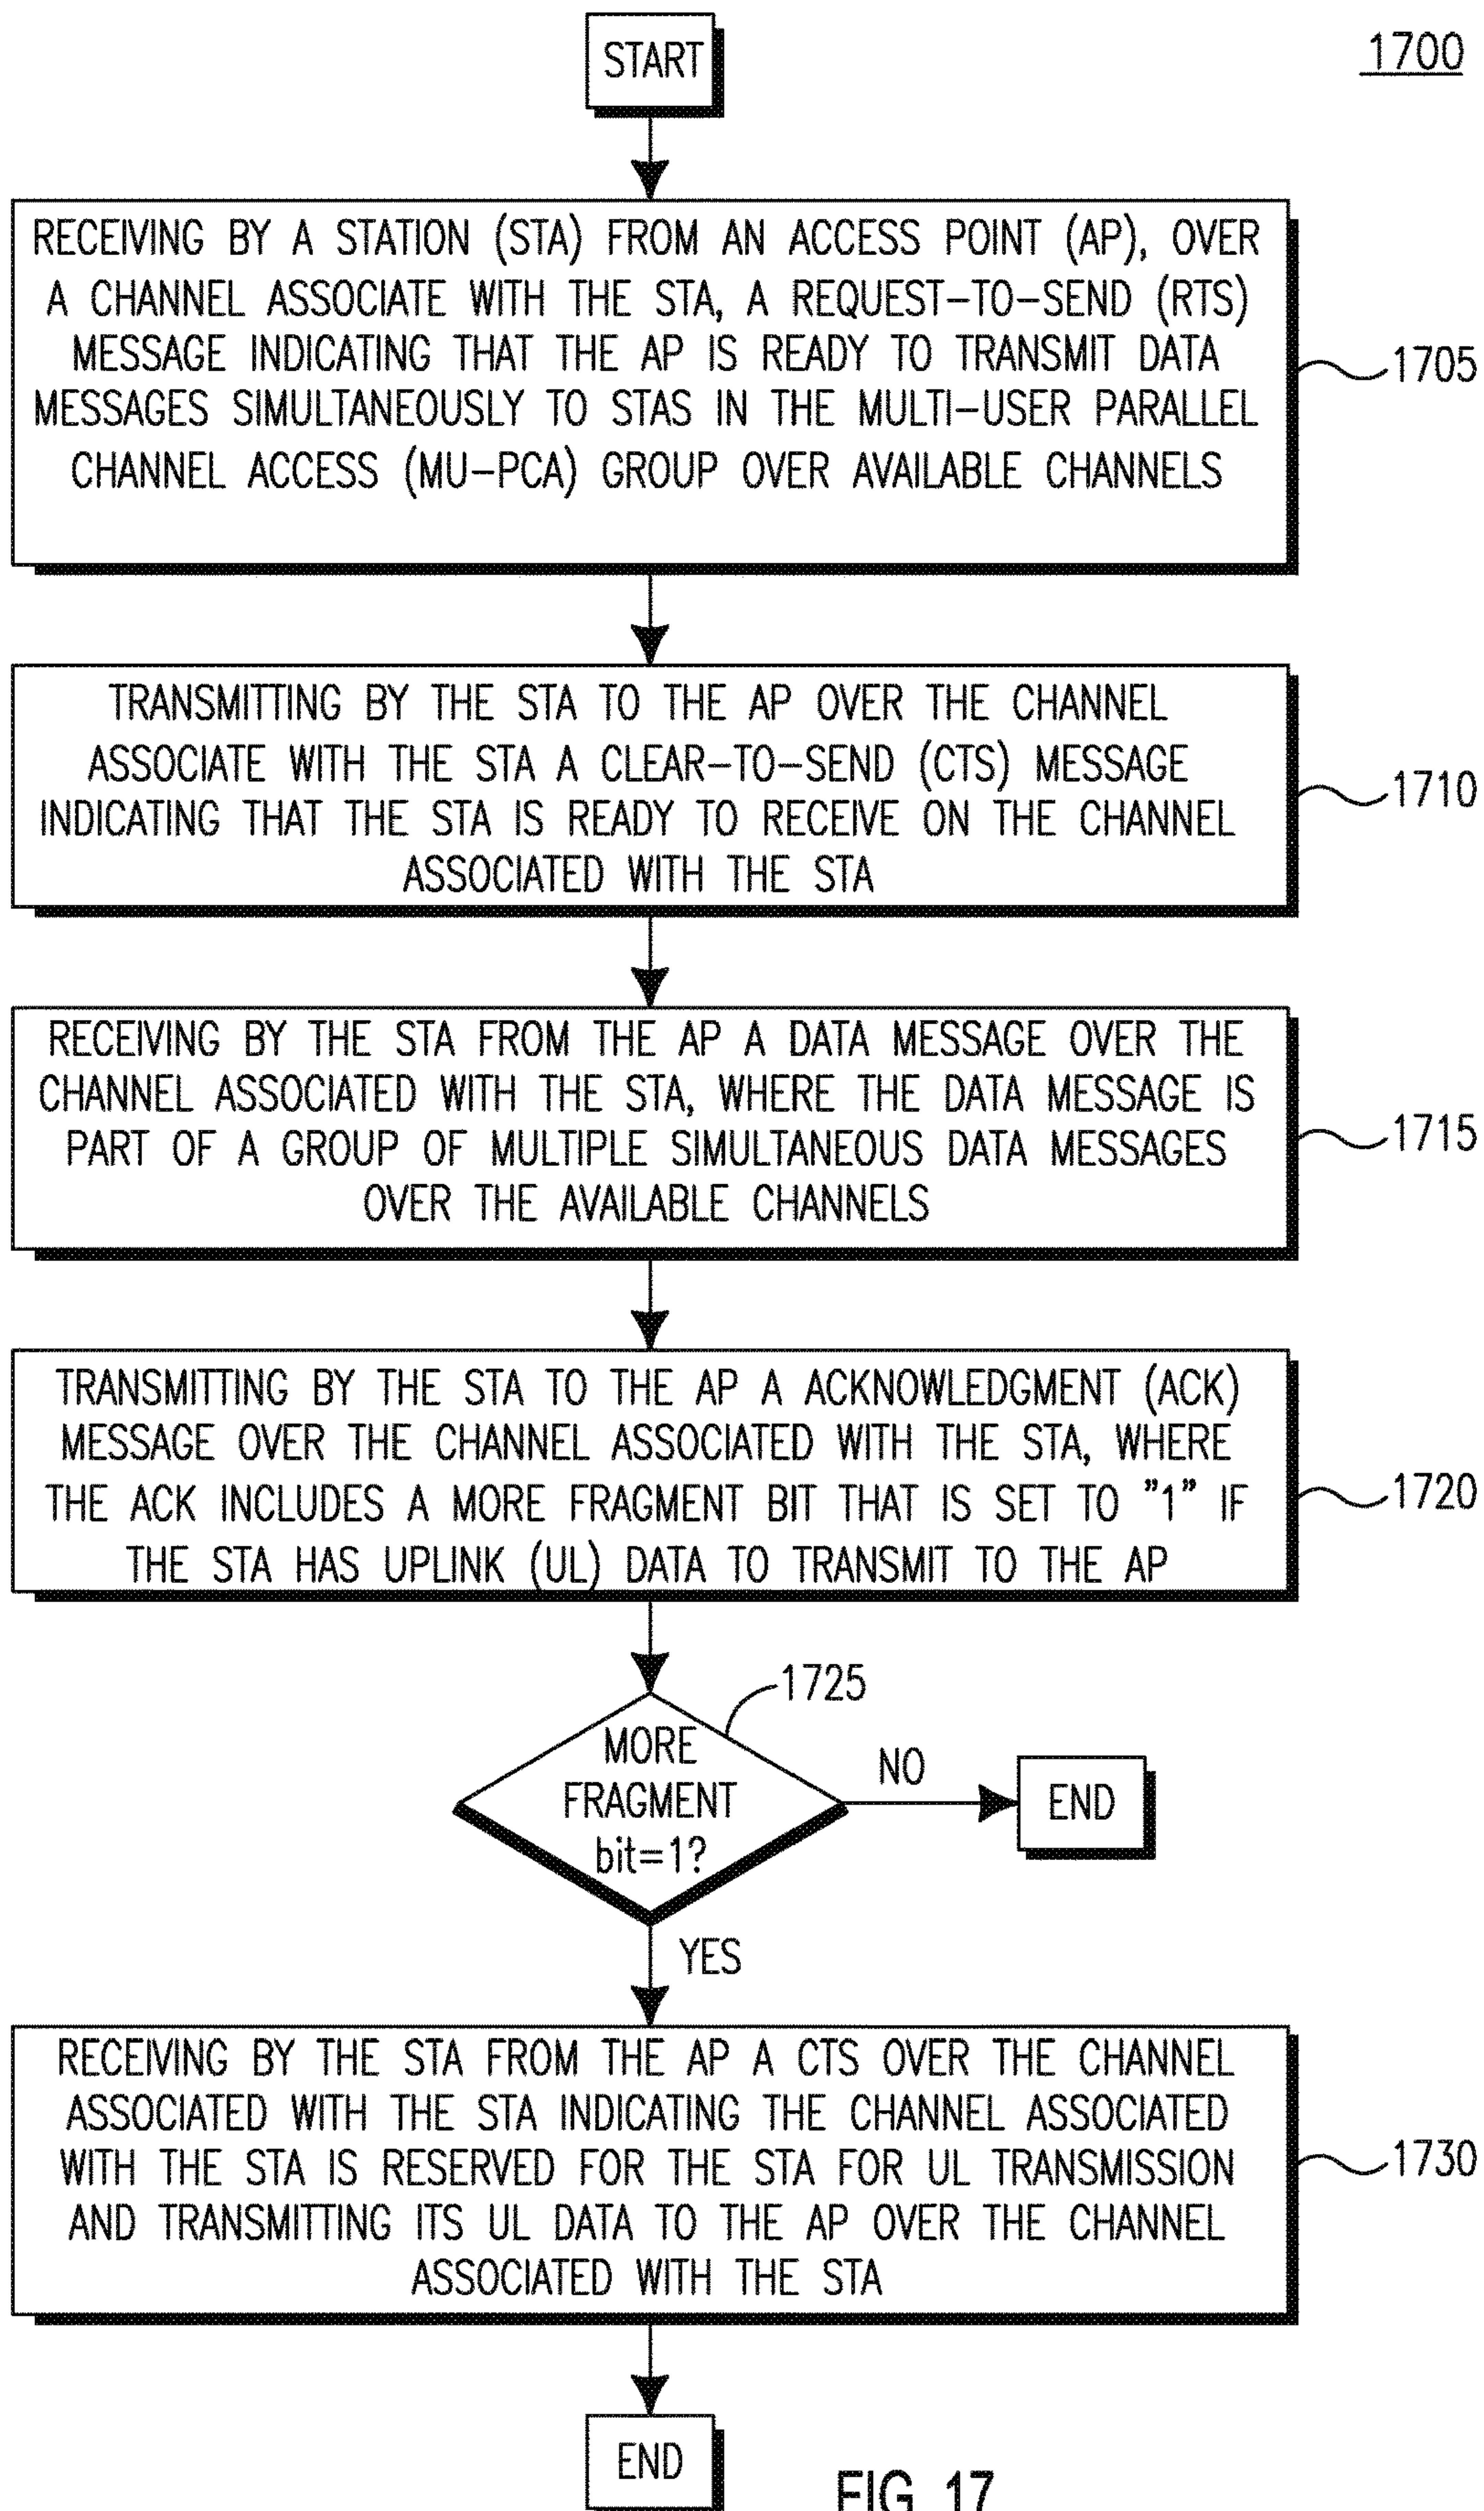 START
1700
RECEIVING BY A STATION (STA) FROM AN ACCESS POINT (AP), OVER
A CHANNEL ASSOCIATE WITH THE STA, A REQUEST-TO-SEND (RTS)
MESSAGE INDICATING THAT THE AP IS READY TO TRANSMIT DATA
MESSAGES SIMULTANEOUSLY TO STAS IN THE MULTI-USER PARALLEL
CHANNEL ACCESS (MU-PCA) GROUP OVER AVAILABLE CHANNELS
1705
TRANSMITTING BY THE STA TO THE AP OVER THE CHANNEL
ASSOCIATE WITH THE STA A CLEAR-TO-SEND (CTS) MESSAGE
INDICATING THAT THE STA IS READY TO RECEIVE ON THE CHANNEL
ASSOCIATED WITH THE STA
1710
RECEIVING BY THE STA FROM THE AP A DATA MESSAGE OVER THE
CHANNEL ASSOCIATED WITH THE STA, WHERE THE DATA MESSAGE IS
PART OF A GROUP OF MULTIPLE SIMULTANEOUS DATA MESSAGES
OVER THE AVAILABLE CHANNELS
1715
TRANSMITTING BY THE STA TO THE AP A ACKNOWLEDGMENT (ACK)
MESSAGE OVER THE CHANNEL ASSOCIATED WITH THE STA, WHERE
THE ACK INCLUDES A MORE FRAGMENT BIT THAT IS SET TO ”1” IF
THE STA HAS UPLINK (UL) DATA TO TRANSMIT TO THE AP
1720
1725
MORE
FRAGMENT
bit=1?
NO
END
YES
RECEIVING BY THE STA FROM THE AP A CTS OVER THE CHANNEL
ASSOCIATED WITH THE STA INDICATING THE CHANNEL ASSOCIATED
WITH THE STA IS RESERVED FOR THE STA FOR UL TRANSMISSION
AND TRANSMITTING ITS UL DATA TO THE AP OVER THE CHANNEL
ASSOCIATED WITH THE STA
1730
END
FIG. 17